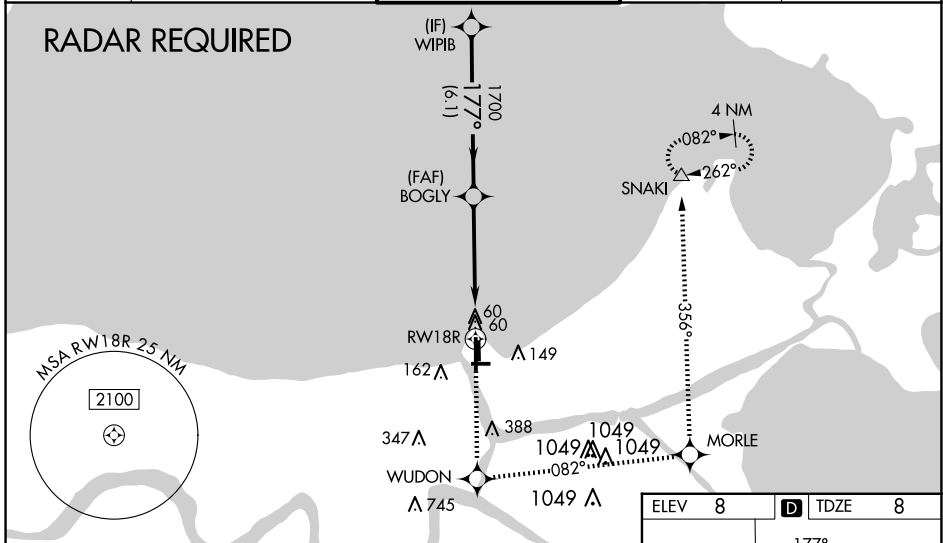 RADAR REQUIRED
(IF)
WIPIB
1700
177°
(6.1)
4 NM
082°
262°
SNAKI
(FAF)
BOGLY
356°
60
60
RW18R
149
162
MSA RW18R 25 NM
2100
388
347
1049
1049
1049
MORLE
082°
WUDON
745
1049
ELEV 8
D
TDZE 8
177°